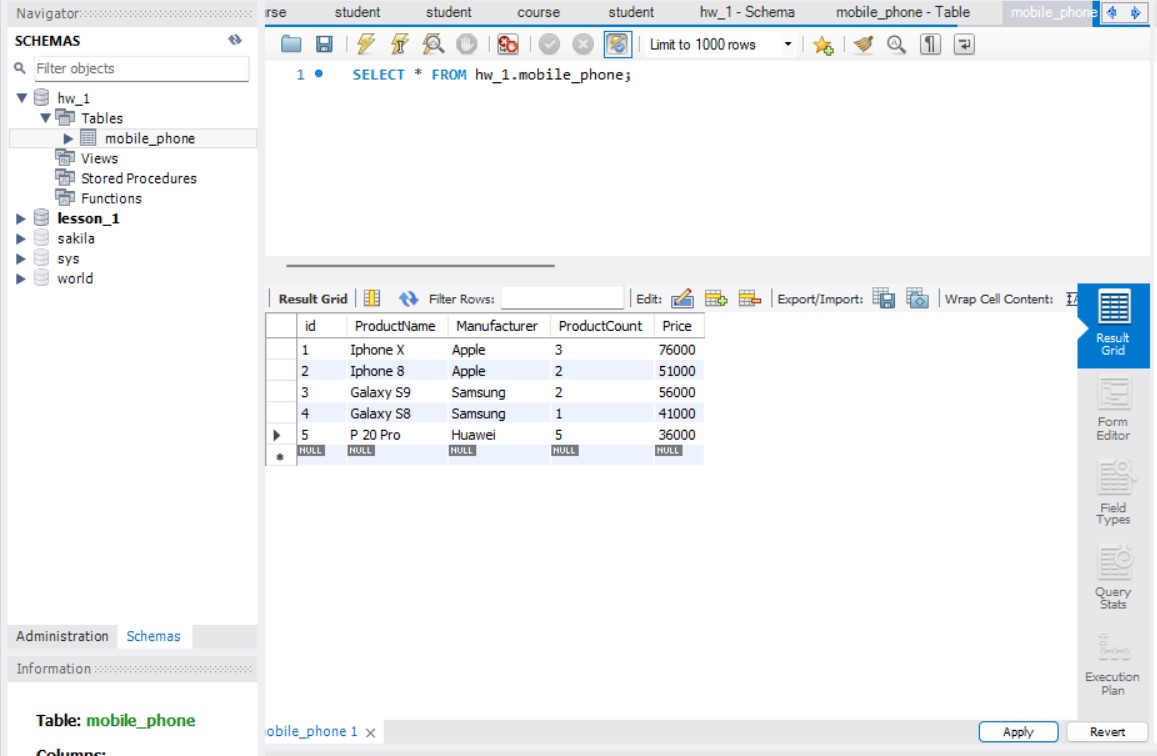 Navigator
SCHEMAS
Filter objects
hw_1
Tables
mobile_phone
Views
Stored Procedures
Functions
lesson_1
sakila
sys
world
Administration Schemas
Information
Table: mobile_phone
Columns:
rse student student course student hw_1 - Schema mobile_phone - Table mobile_phone
Limit to 1000 rows
1 SELECT * FROM hw_1.mobile_phone;
Result Grid Filter Rows: Edit: Export/Import: Wrap Cell Content: IA
id ProductName Manufacturer ProductCount Price
1 Iphone X Apple 3 76000
2 Iphone 8 Apple 2 51000
3 Galaxy S9 Samsung 2 56000
4 Galaxy S8 Samsung 1 41000
5 P 20 Pro Huawei 5 36000
NULL NULL NULL NULL NULL
Result
Grid
Form
Editor
Field
Types
Query
Stats
Execution
Plan
obile_phone 1
Apply Revert